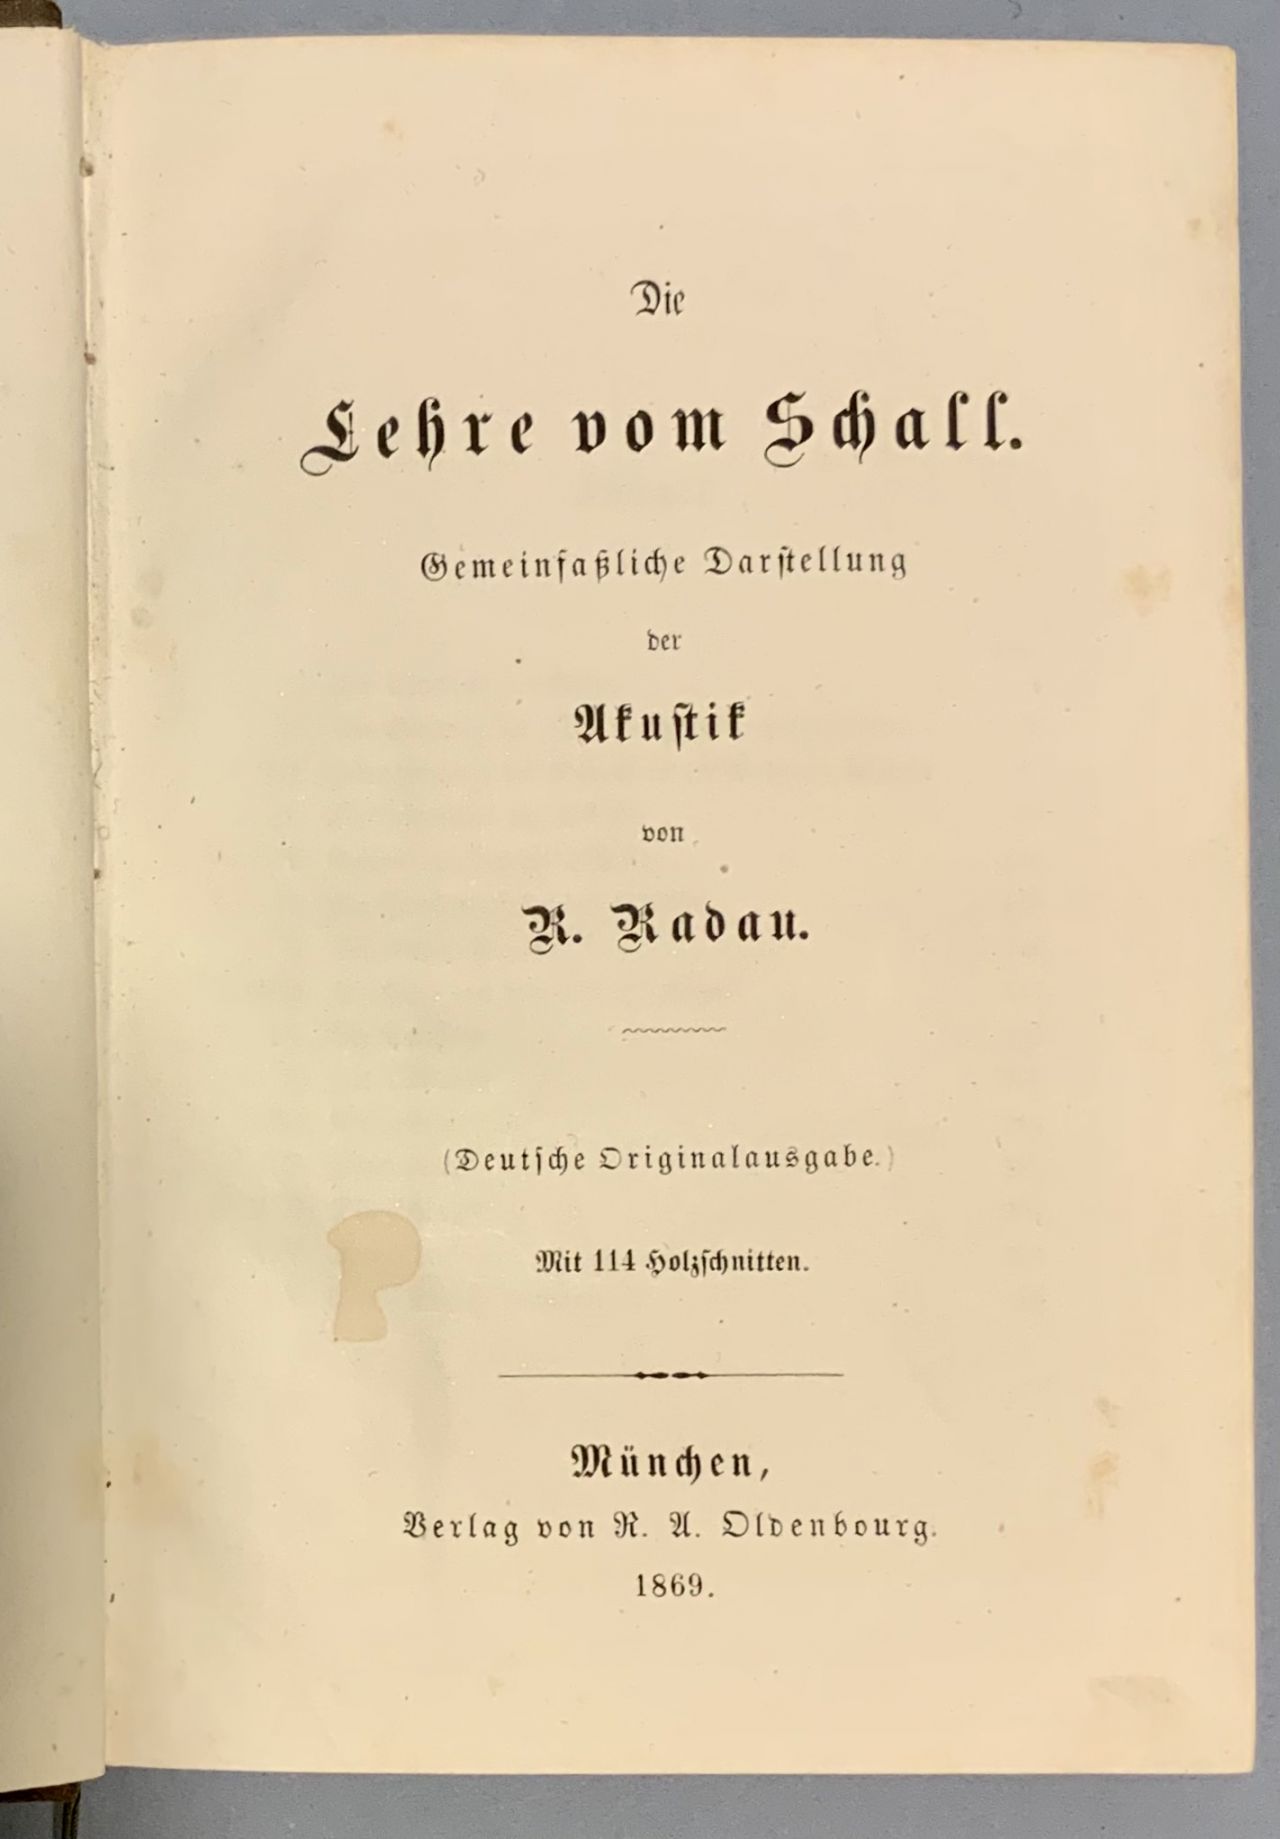 Die
Lehre vom Schall.
Gemeinfaßliche Darstellung
der
Akustik
von
R. Radau.
(Deutsche Originalausgabe.)
Mit 114 Holzschnitten.
München,
Verlag von R. A. Oldenbourg.
1869.